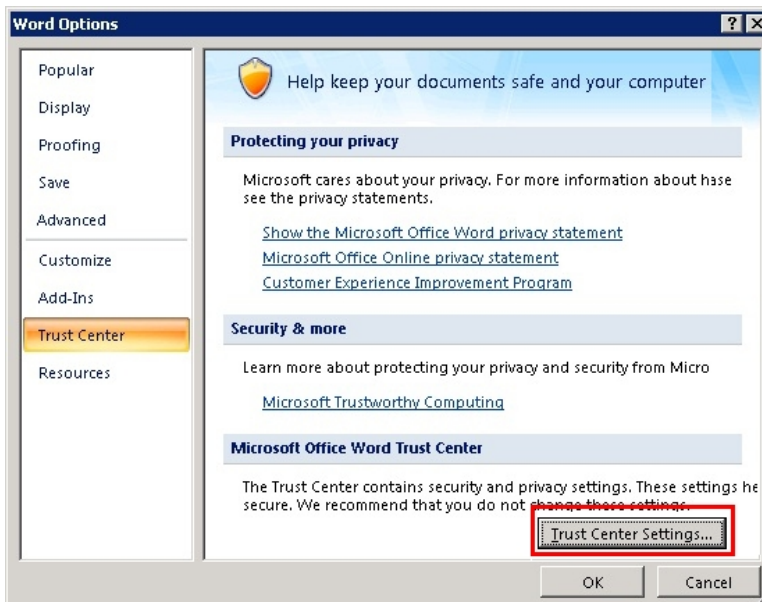 Word Options
Popular
Display
Proofing
Save
Advanced
Customize
Add-Ins
Trust Center
Resources
Help keep your documents safe and your computer
Protecting your privacy
Microsoft cares about your privacy. For more information about hase
see the privacy statements.
Show the Microsoft Office Word privacy statement
Microsoft Office Online privacy statement
Customer Experience Improvement Program
Security & more
Learn more about protecting your privacy and security from Micro
Microsoft Trustworthy Computing
Microsoft Office Word Trust Center
The Trust Center contains security and privacy settings. These settings he
secure. We recommend that you do not change these settings.
Trust Center Settings...
OK
Cancel